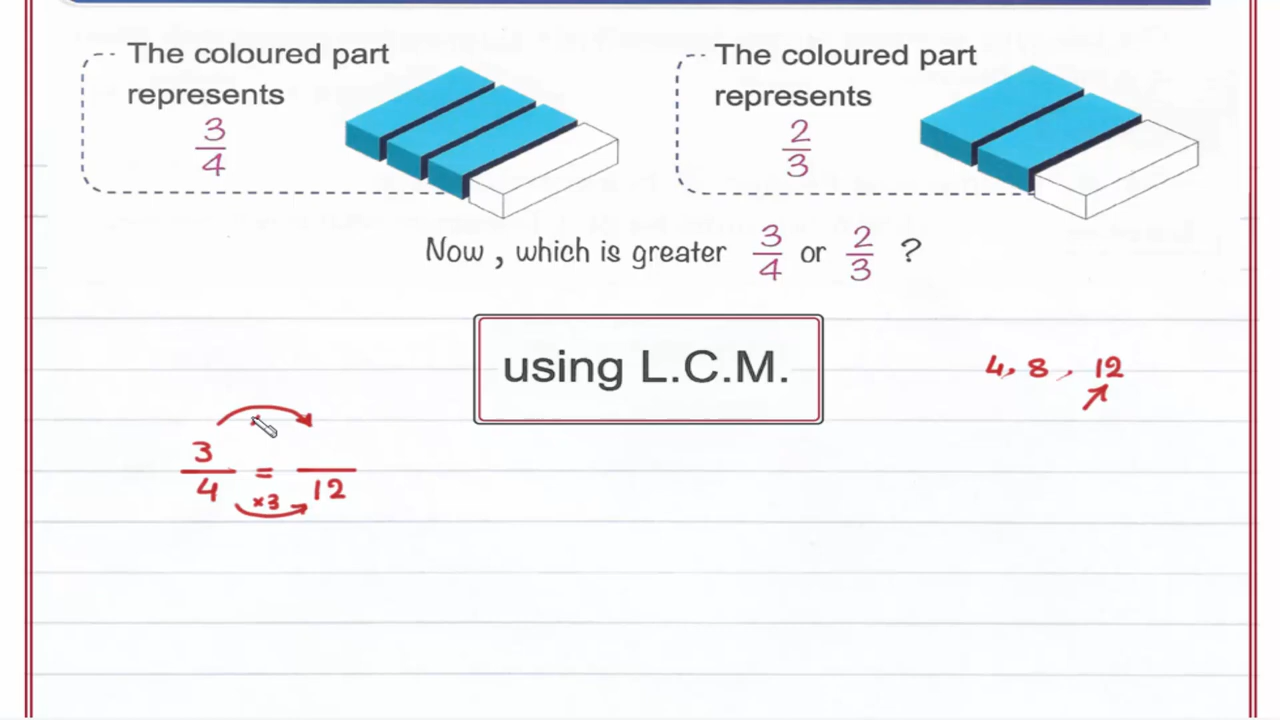 The coloured part
represents
3/4
The coloured part
represents
2/3
Now , which is greater 3/4 or 2/3 ?
using L.C.M.
4, 8 , 12
3/4 = /12
×3